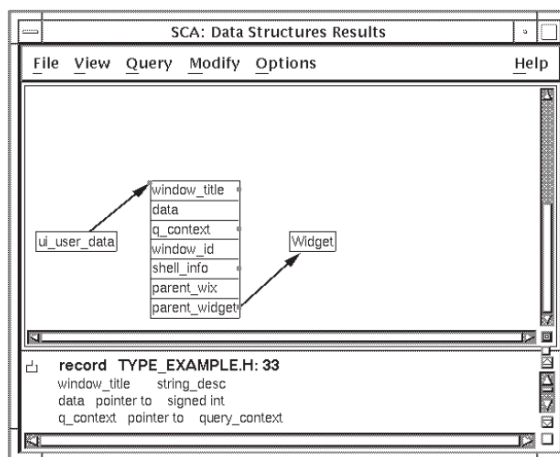 SCA: Data Structures Results
File View Query Modify Options Help
window_title
data
q_context
ui_user_data
Widget
window_id
shell_info
parent_wix
parent_widget
record TYPE_EXAMPLE.H: 33
window_title string_desc
data pointer to signed int
q_context pointer to query_context